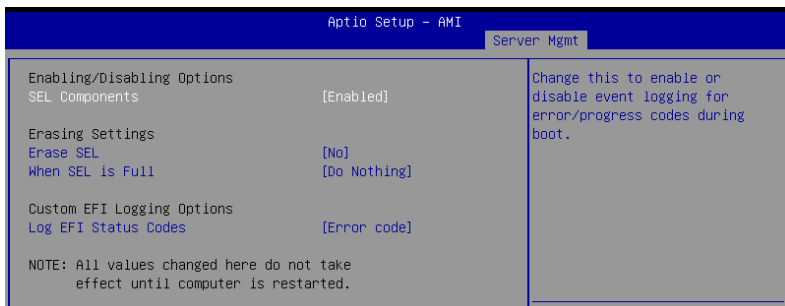 Aptio Setup – AMI
Server Mgmt
Enabling/Disabling Options
SEL Components [Enabled]
Erasing Settings
Erase SEL [No]
When SEL is Full [Do Nothing]
Custom EFI Logging Options
Log EFI Status Codes [Error code]
NOTE: All values changed here do not take
effect until computer is restarted.
Change this to enable or
disable event logging for
error/progress codes during
boot.